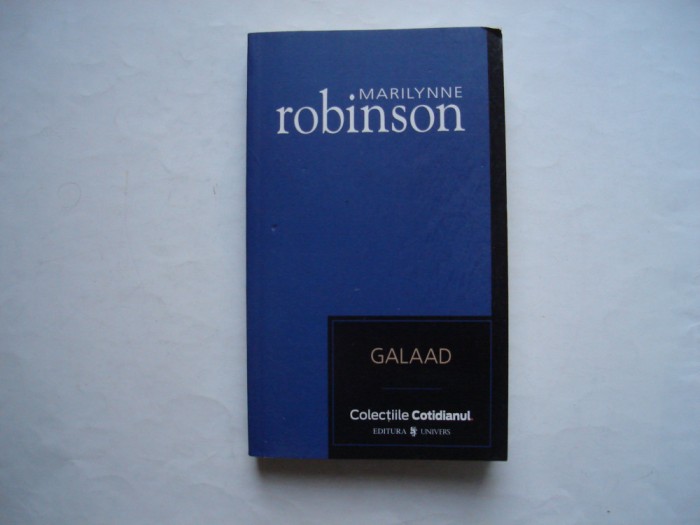 MARILYNNE
robinson
GALAAD
Colecțiile Cotidianul.
EDITURA UNIVERS